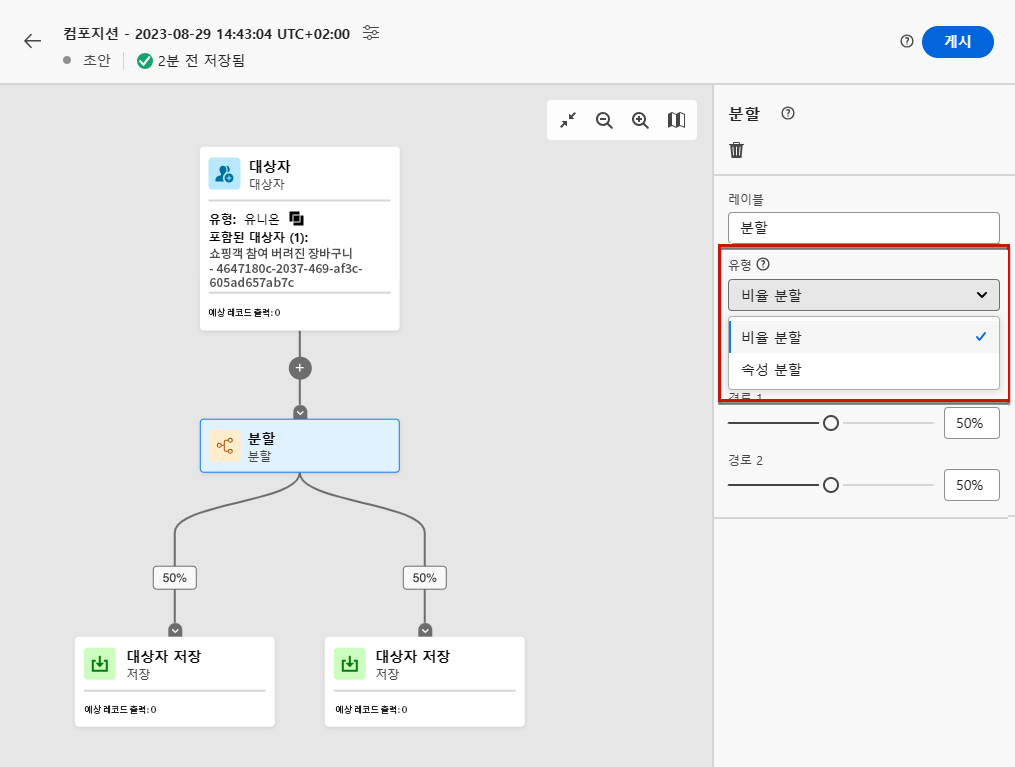 컴포지션 - 2023-08-29 14:43:04 UTC+02:00
초안
2분 전 저장됨
게시
대상자
대상자
유형: 유니온
포함된 대상자 (1):
쇼핑객 참여 버려진 장바구니
- 4647180c-2037-469-af3c-
605ad657ab7c
예상 레코드 출력: 0
분할
분할
50%
50%
대상자 저장
저장
예상 레코드 출력: 0
대상자 저장
저장
예상 레코드 출력: 0
분할
레이블
분할
유형
비율 분할
비율 분할
속성 분할
경로 1
50%
경로 2
50%